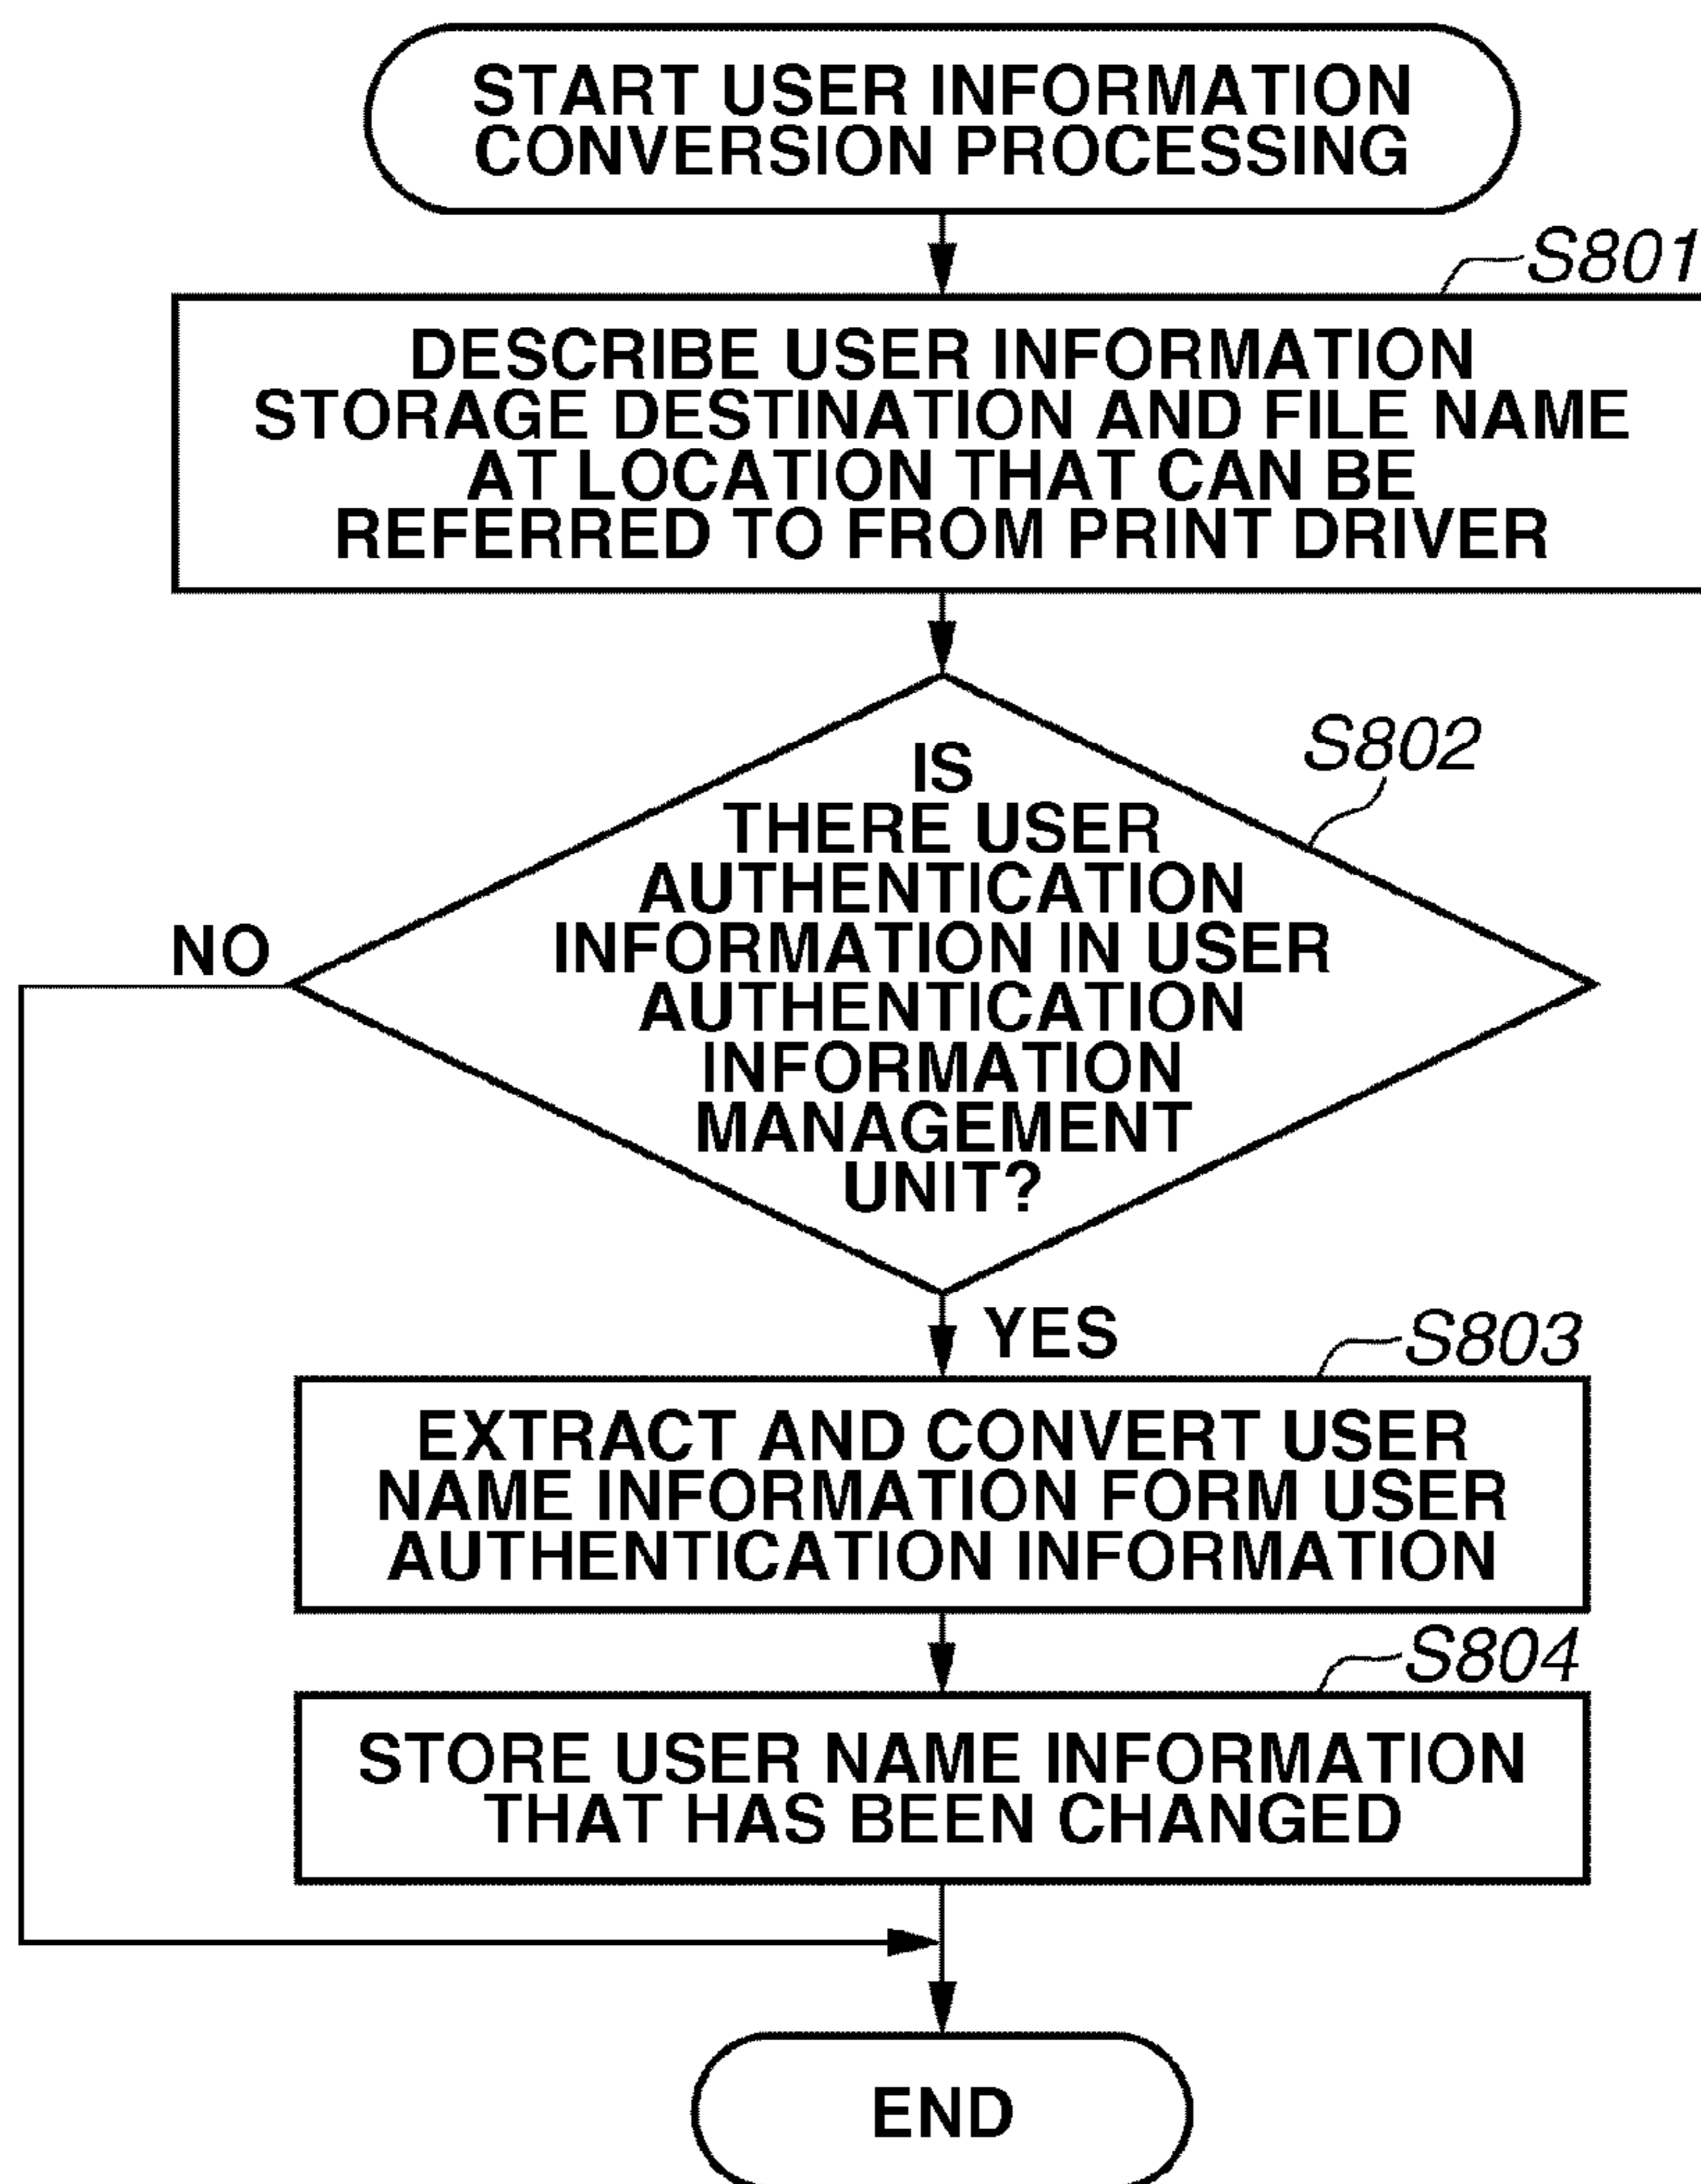 START USER INFORMATION
CONVERSION PROCESSING
S801
DESCRIBE USER INFORMATION
STORAGE DESTINATION AND FILE NAME
AT LOCATION THAT CAN BE
REFERRED TO FROM PRINT DRIVER
S802
IS
THERE USER
AUTHENTICATION
INFORMATION IN USER
AUTHENTICATION
INFORMATION
MANAGEMENT
UNIT?
NO
YES
S803
EXTRACT AND CONVERT USER
NAME INFORMATION FORM USER
AUTHENTICATION INFORMATION
S804
STORE USER NAME INFORMATION
THAT HAS BEEN CHANGED
END